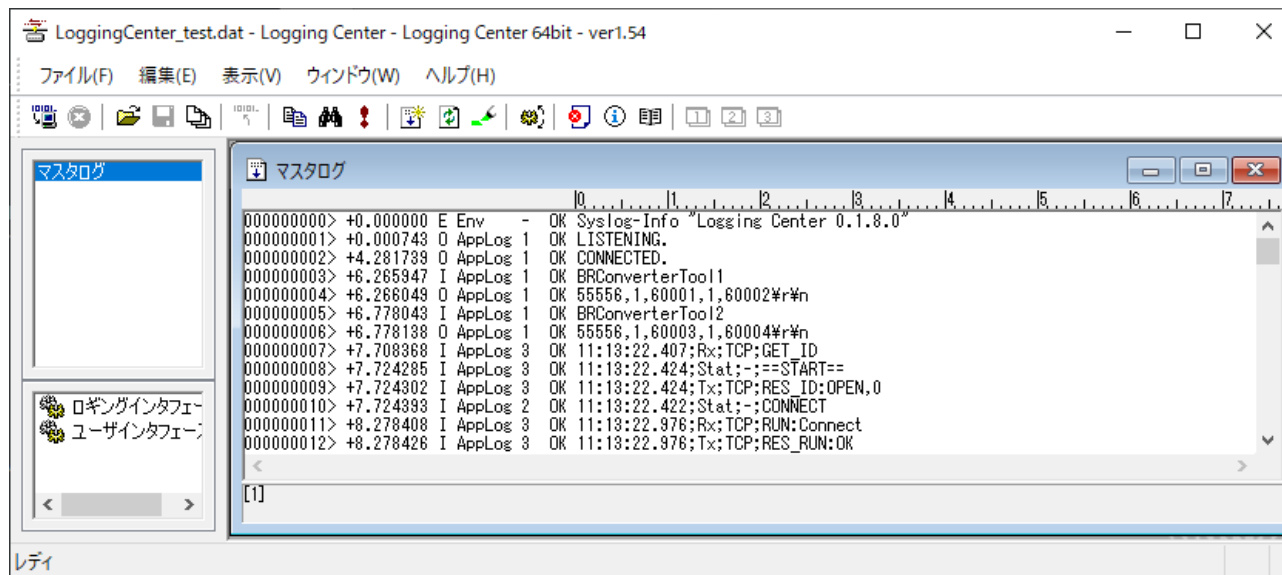 LoggingCenter_test.dat - Logging Center - Logging Center 64bit - ver1.54
ファイル(F) 編集(E) 表示(V) ウィンドウ(W) ヘルプ(H)
1 2 3
マスタログ
ロギングインタフェー
ユーザインタフェース
マスタログ
0 1 2 3 4 5 6 7
000000000> +0.000000 E Env    -  OK Syslog-Info "Logging Center 0.1.8.0"
000000001> +0.000743 O AppLog 1  OK LISTENING.
000000002> +4.281739 O AppLog 1  OK CONNECTED.
000000003> +6.265947 I AppLog 1  OK BRConverterTool1
000000004> +6.266049 O AppLog 1  OK 55556,1,60001,1,60002¥r¥n
000000005> +6.778043 I AppLog 1  OK BRConverterTool2
000000006> +6.778138 O AppLog 1  OK 55556,1,60003,1,60004¥r¥n
000000007> +7.708368 I AppLog 3  OK 11:13:22.407;Rx;TCP;GET_ID
000000008> +7.724285 I AppLog 3  OK 11:13:22.424;Stat;-;==START==
000000009> +7.724302 I AppLog 3  OK 11:13:22.424;Tx;TCP;RES_ID:OPEN,0
000000010> +7.724393 I AppLog 2  OK 11:13:22.422;Stat;-;CONNECT
000000011> +8.278408 I AppLog 3  OK 11:13:22.976;Rx;TCP;RUN:Connect
000000012> +8.278426 I AppLog 3  OK 11:13:22.976;Tx;TCP;RES_RUN:OK
[1]
レディ